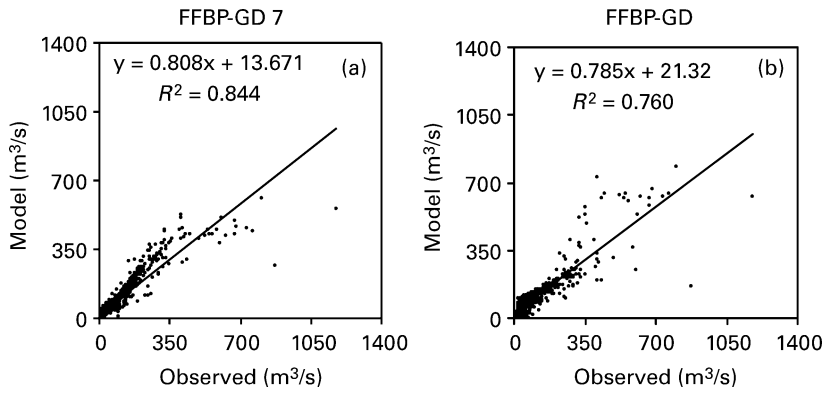 FFBP-GD 7
1400
1050
700
350
0
Model (m³/s)
y = 0.808x + 13.671
(a)
R² = 0.844
0 350 700 1050 1400
Observed (m³/s)
FFBP-GD
1400
1050
700
350
0
Model (m³/s)
y = 0.785x + 21.32
(b)
R² = 0.760
0 350 700 1050 1400
Observed (m³/s)